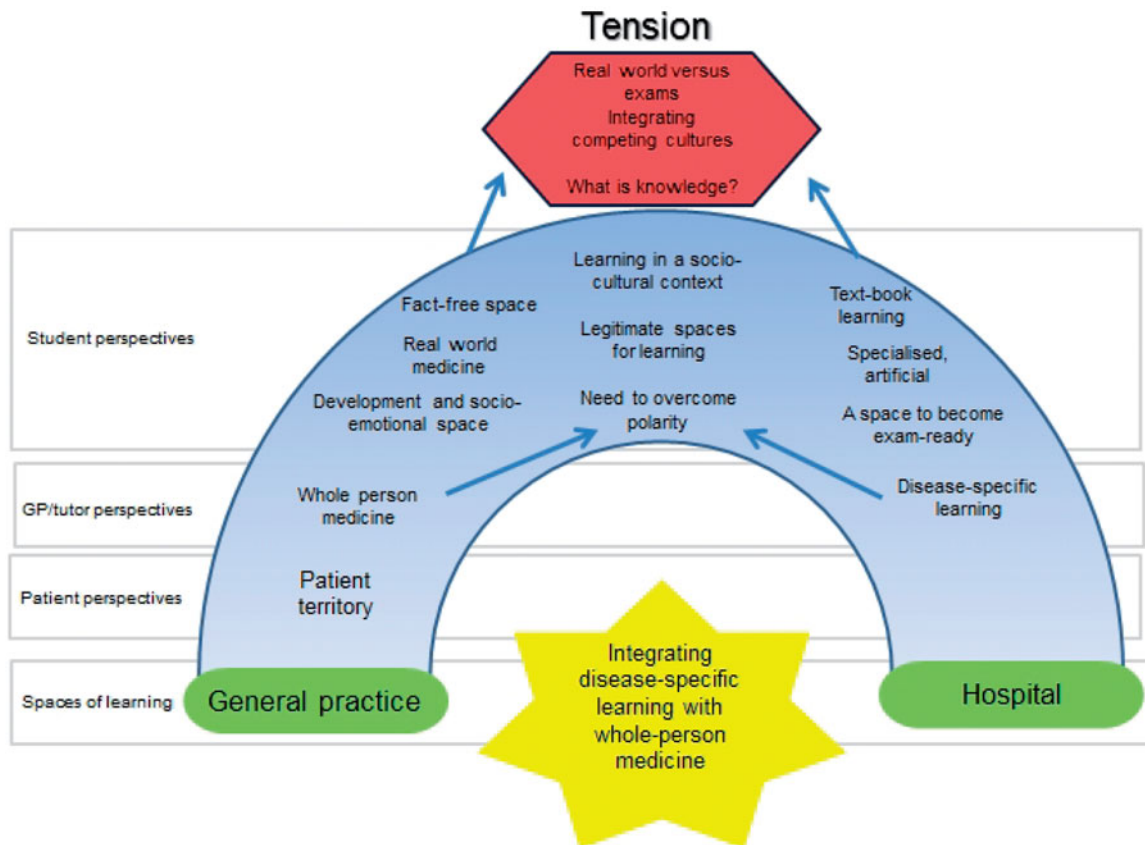 Tension
Real world versus
exams
Integrating
competing cultures
What is knowledge?
Student perspectives
Fact-free space
Real world
medicine
Development and socio-
emotional space
Learning in a socio-
cultural context
Legitimate spaces
for learning
Need to overcome
polarity
Text-book
learning
Specialised,
artificial
A space to become
exam-ready
GP/tutor perspectives
Whole person
medicine
Disease-specific
learning
Patient perspectives
Patient
territory
Spaces of learning
General practice
Integrating
disease-specific
learning with
whole-person
medicine
Hospital